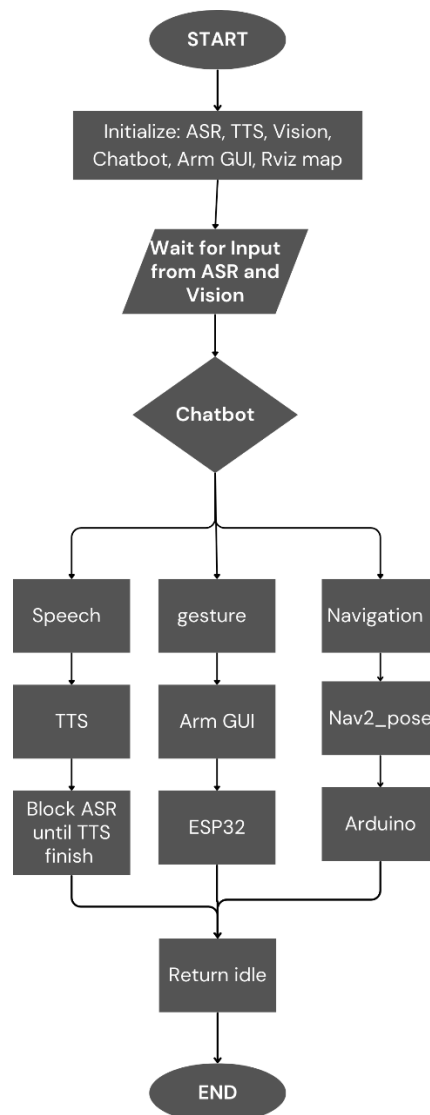 START
Initialize: ASR, TTS, Vision,
Chatbot, Arm GUI, Rviz map
Wait for Input
from ASR and
Vision
Chatbot
Speech
gesture
Navigation
TTS
Arm GUI
Nav2_pose
Block ASR
until TTS
finish
ESP32
Arduino
Return idle
END